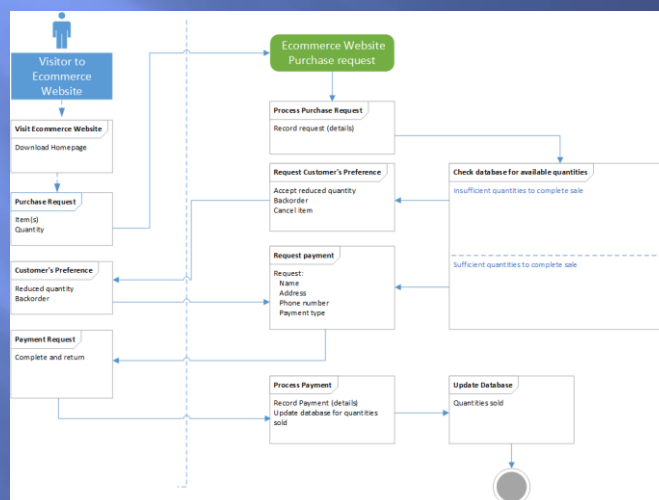 Visitor to
Ecommerce
Website
Visit Ecommerce Website
Download Homepage
Purchase Request
Item(s)
Quantity
Customer's Preference
Reduced quantity
Backorder
Payment Request
Complete and return
Ecommerce Website
Purchase request
Process Purchase Request
Record request (details)
Request Customer's Preference
Accept reduced quantity
Backorder
Cancel item
Check database for available quantities
Insufficient quantities to complete sale
Sufficient quantities to complete sale
Request payment
Request:
Name
Address
Phone number
Payment type
Process Payment
Record Payment (details)
Update database for quantities
sold
Update Database
Quantities sold